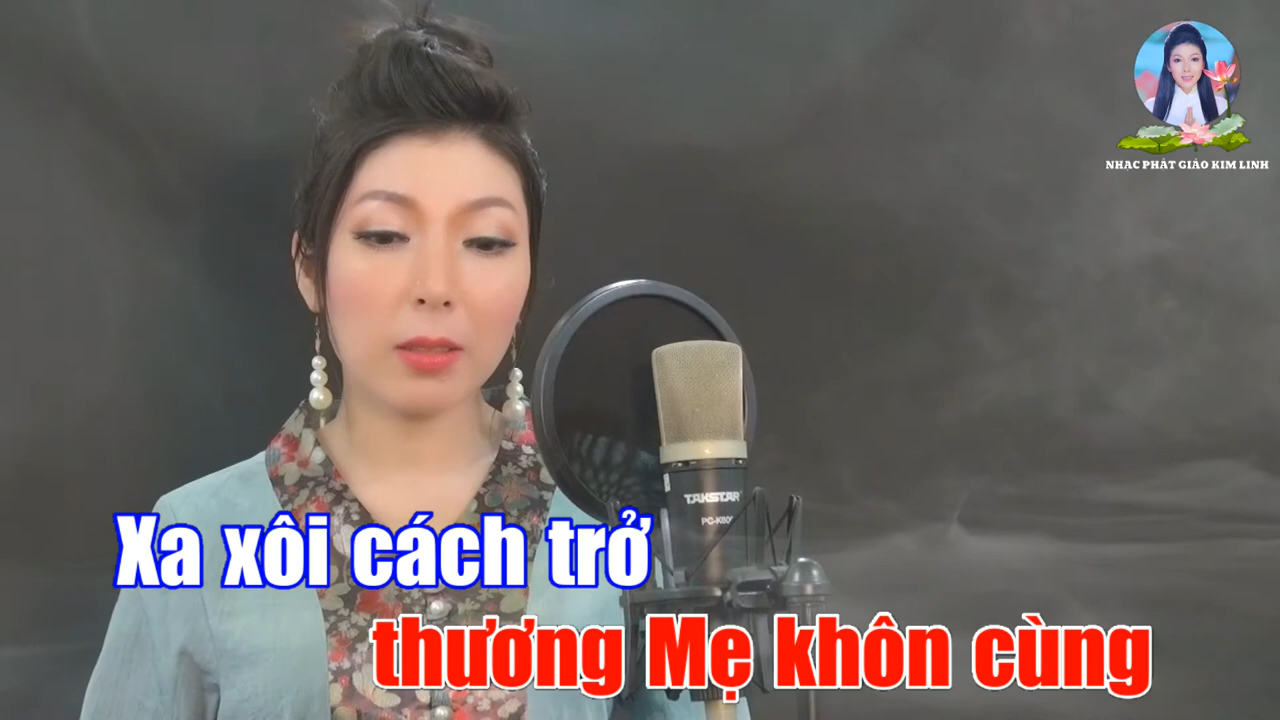 NHẠC PHẬT GIÁO KIM LINH
TAKSTAR
Xa xôi cách trở
thương Mẹ khôn cùng